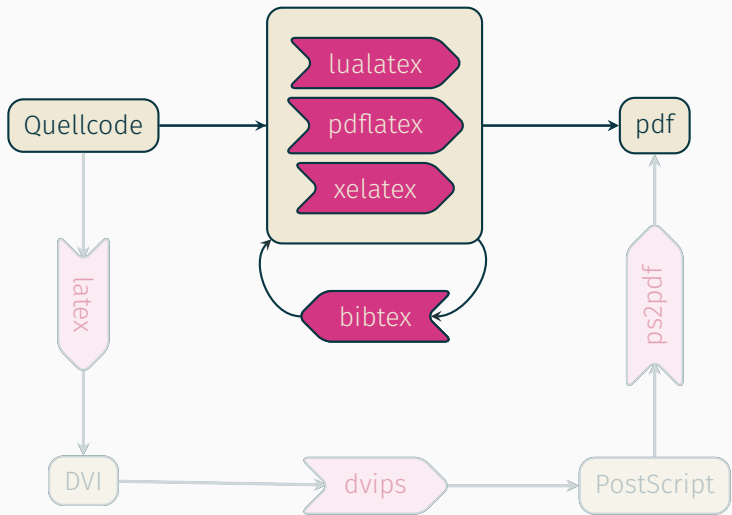 lualatex
Quellcode
pdflatex
pdf
xelatex
latex
bibtex
ps2pdf
DVI
dvips
PostScript